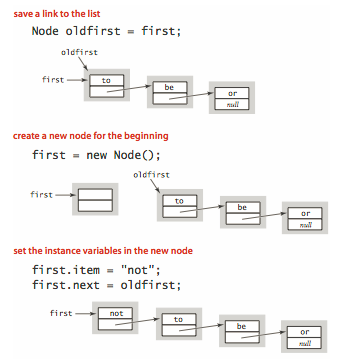 save a link to the list
Node oldfirst = first;
oldfirst
first
to
be
or
null
create a new node for the beginning
first = new Node();
oldfirst
first
to
be
or
null
set the instance variables in the new node
first.item = "not";
first.next = oldfirst;
first
not
to
be
or
null